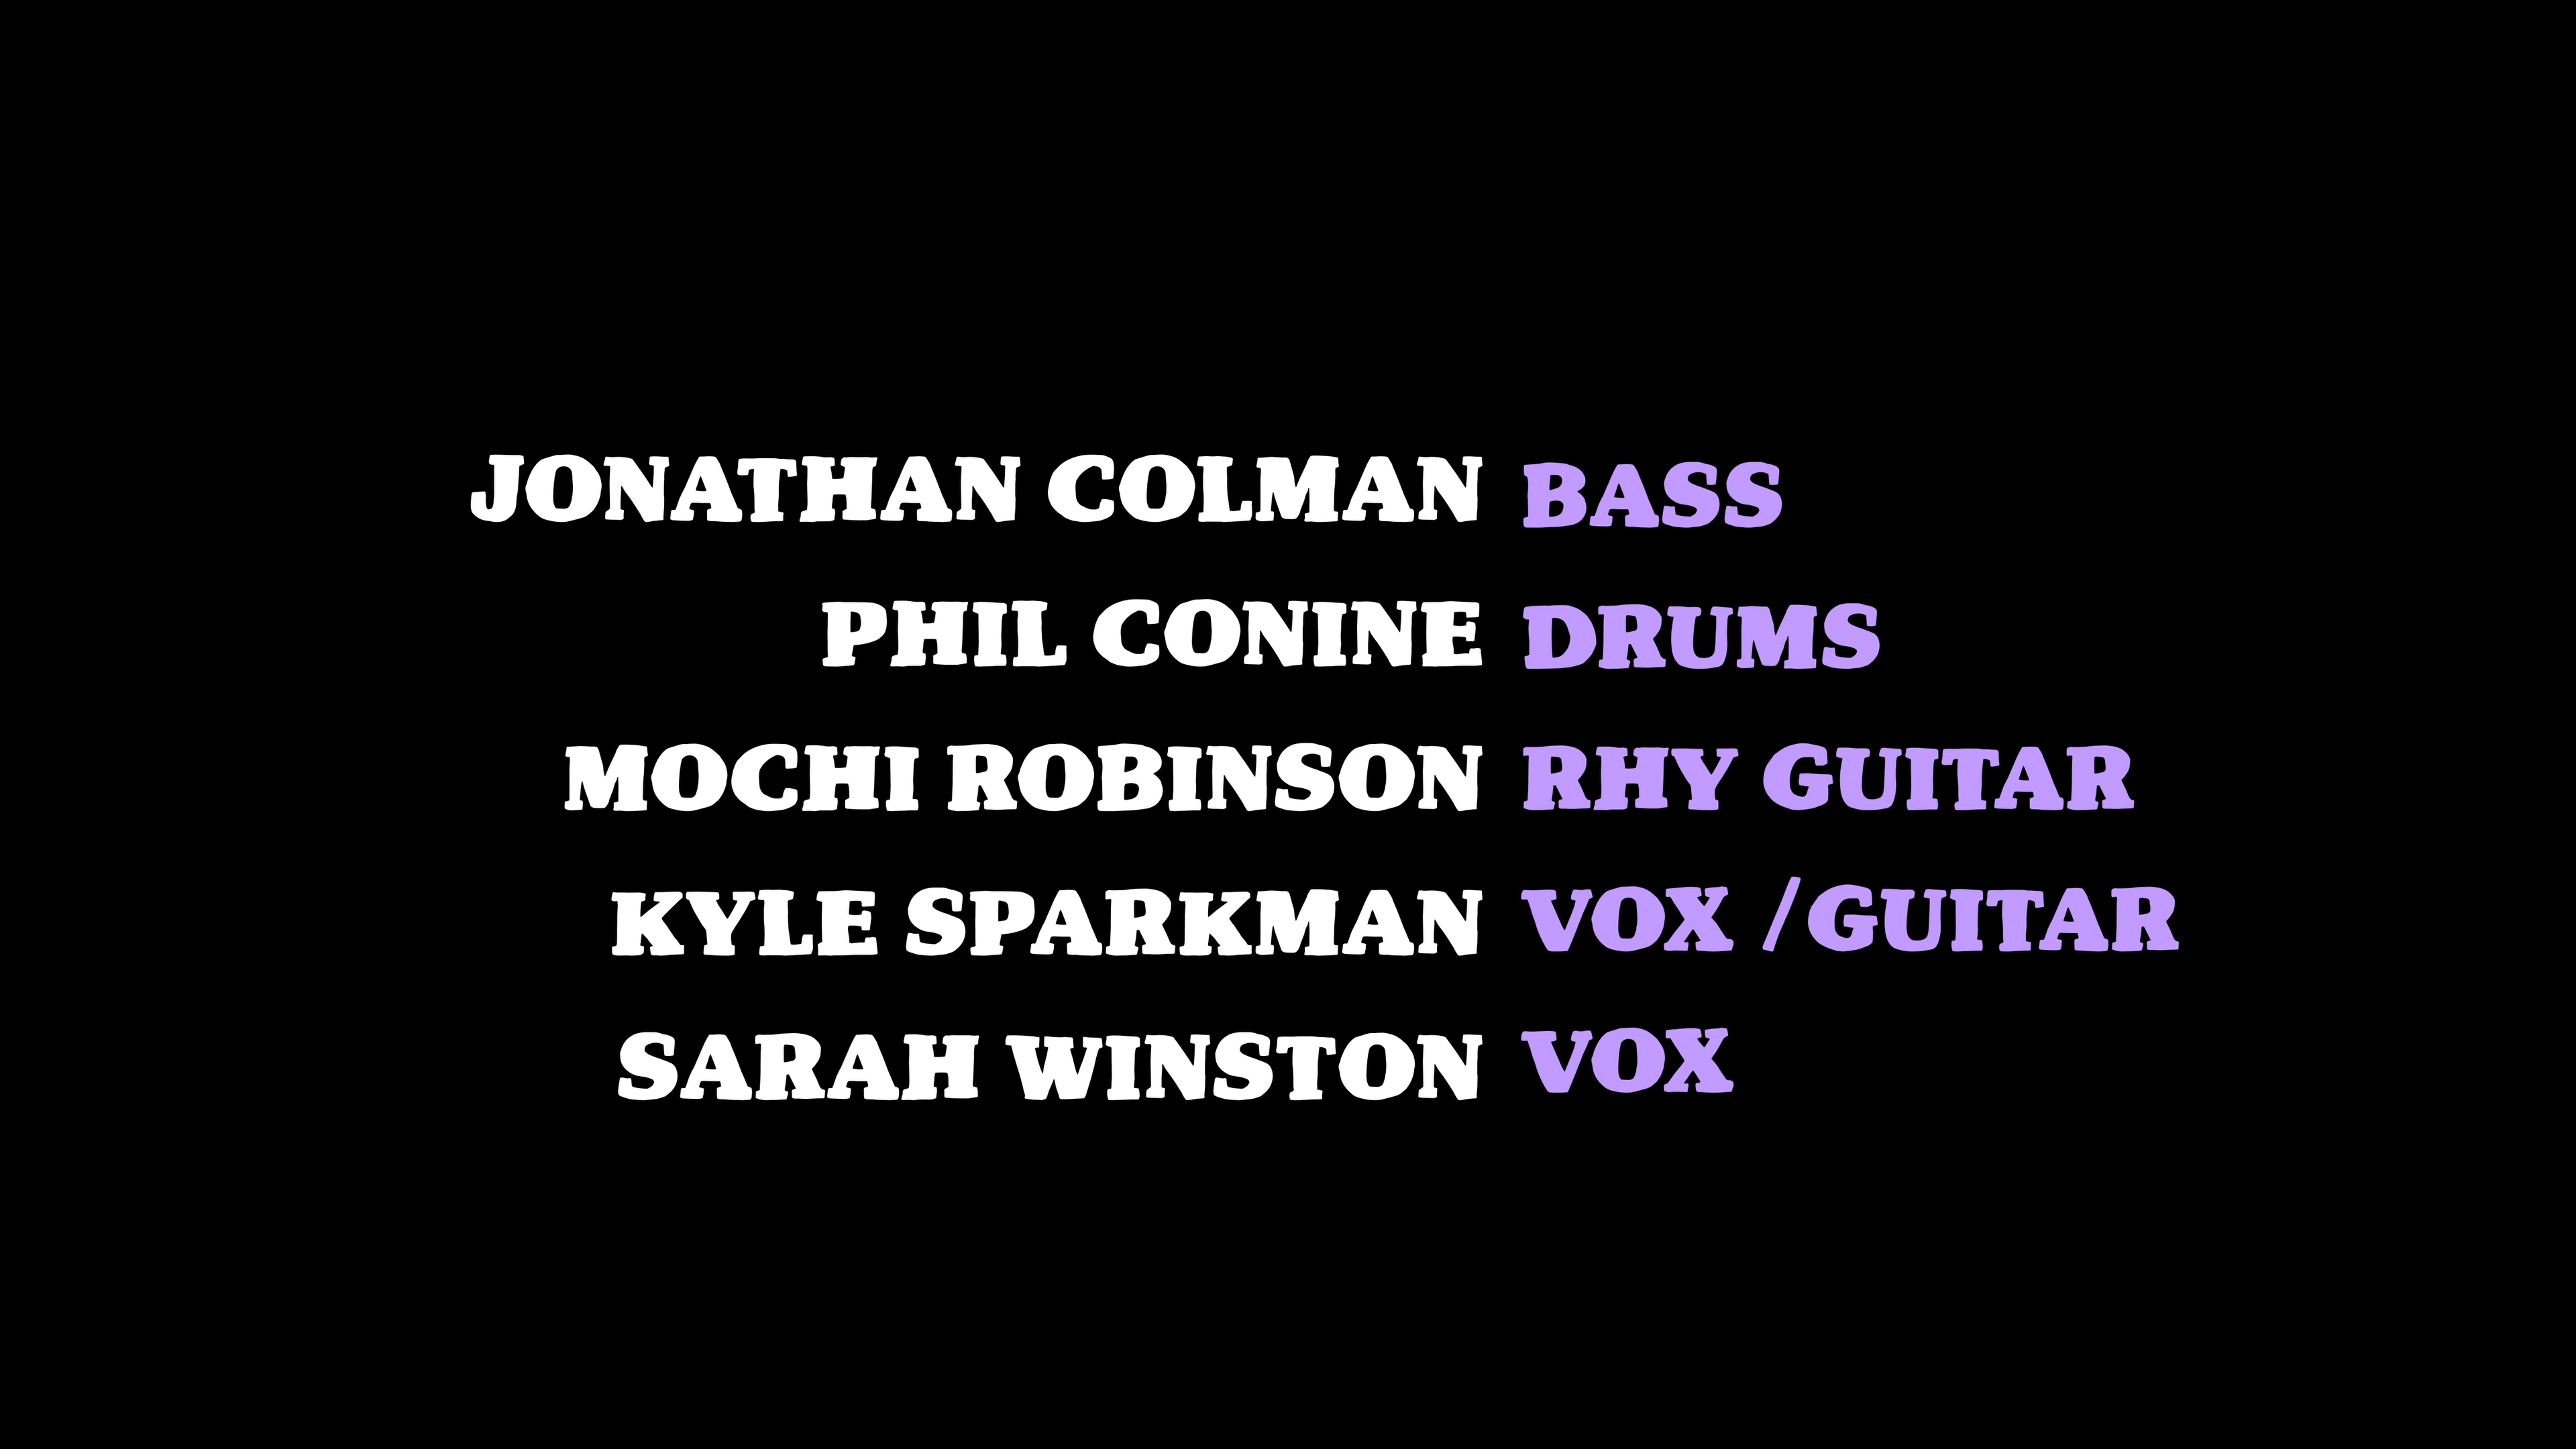 JONATHAN COLMAN BASS
PHIL CONINE DRUMS
MOCHI ROBINSON RHY GUITAR
KYLE SPARKMAN VOX /GUITAR
SARAH WINSTON VOX